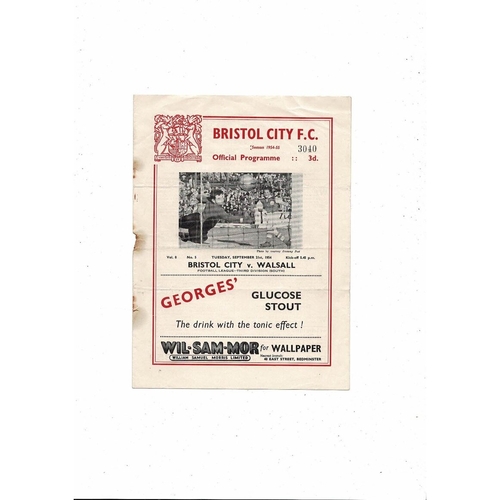 BRISTOL CITY F.C.
Season 1954-55
3040
Official Programme :: 3d.
Vol. 8 No. 5 TUESDAY, SEPTEMBER 21st, 1954 Kick-off 5.45 p.m.
BRISTOL CITY v. WALSALL
FOOTBALL LEAGUE—THIRD DIVISION (SOUTH)
GEORGES'
GLUCOSE
STOUT
The drink with the tonic effect !
WIL-SAM-MOR for WALLPAPER
WILLIAM SAMUEL MORRIS LIMITED
45 EAST STREET, BEDMINSTER